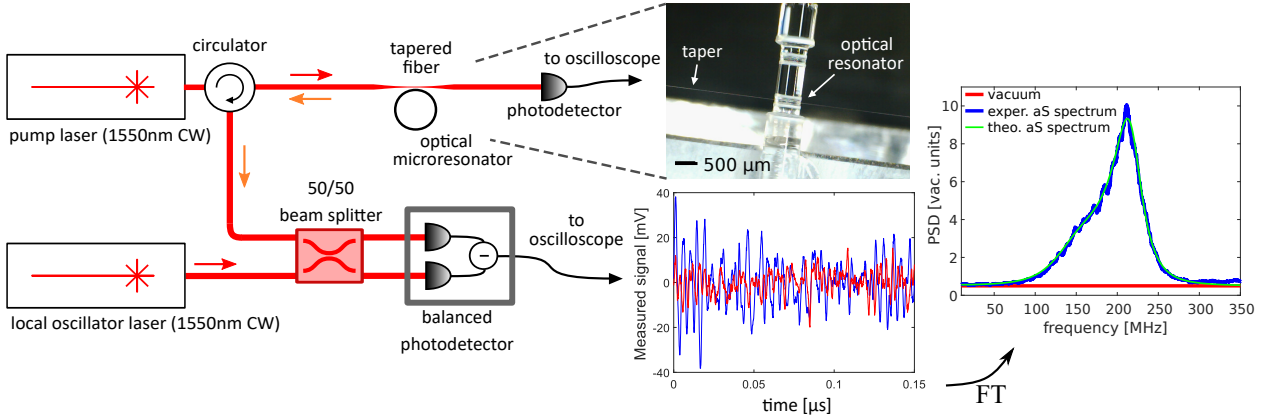 circulator
tapered
fiber
to oscilloscope
photodetector
pump laser (1550nm CW)
optical
microresonator
50/50
beam splitter
to
oscilloscope
−
local oscillator laser (1550nm CW)
balanced
photodetector
taper
optical
resonator
500 μm
Measured signal [mV]
40
20
0
-20
-40
0
0.05
0.1
0.15
time [μs]
FT
PSD [vac. units]
10
8
6
4
2
0
vacuum
exper. aS spectrum
theo. aS spectrum
50
100
150
200
250
300
350
frequency [MHz]